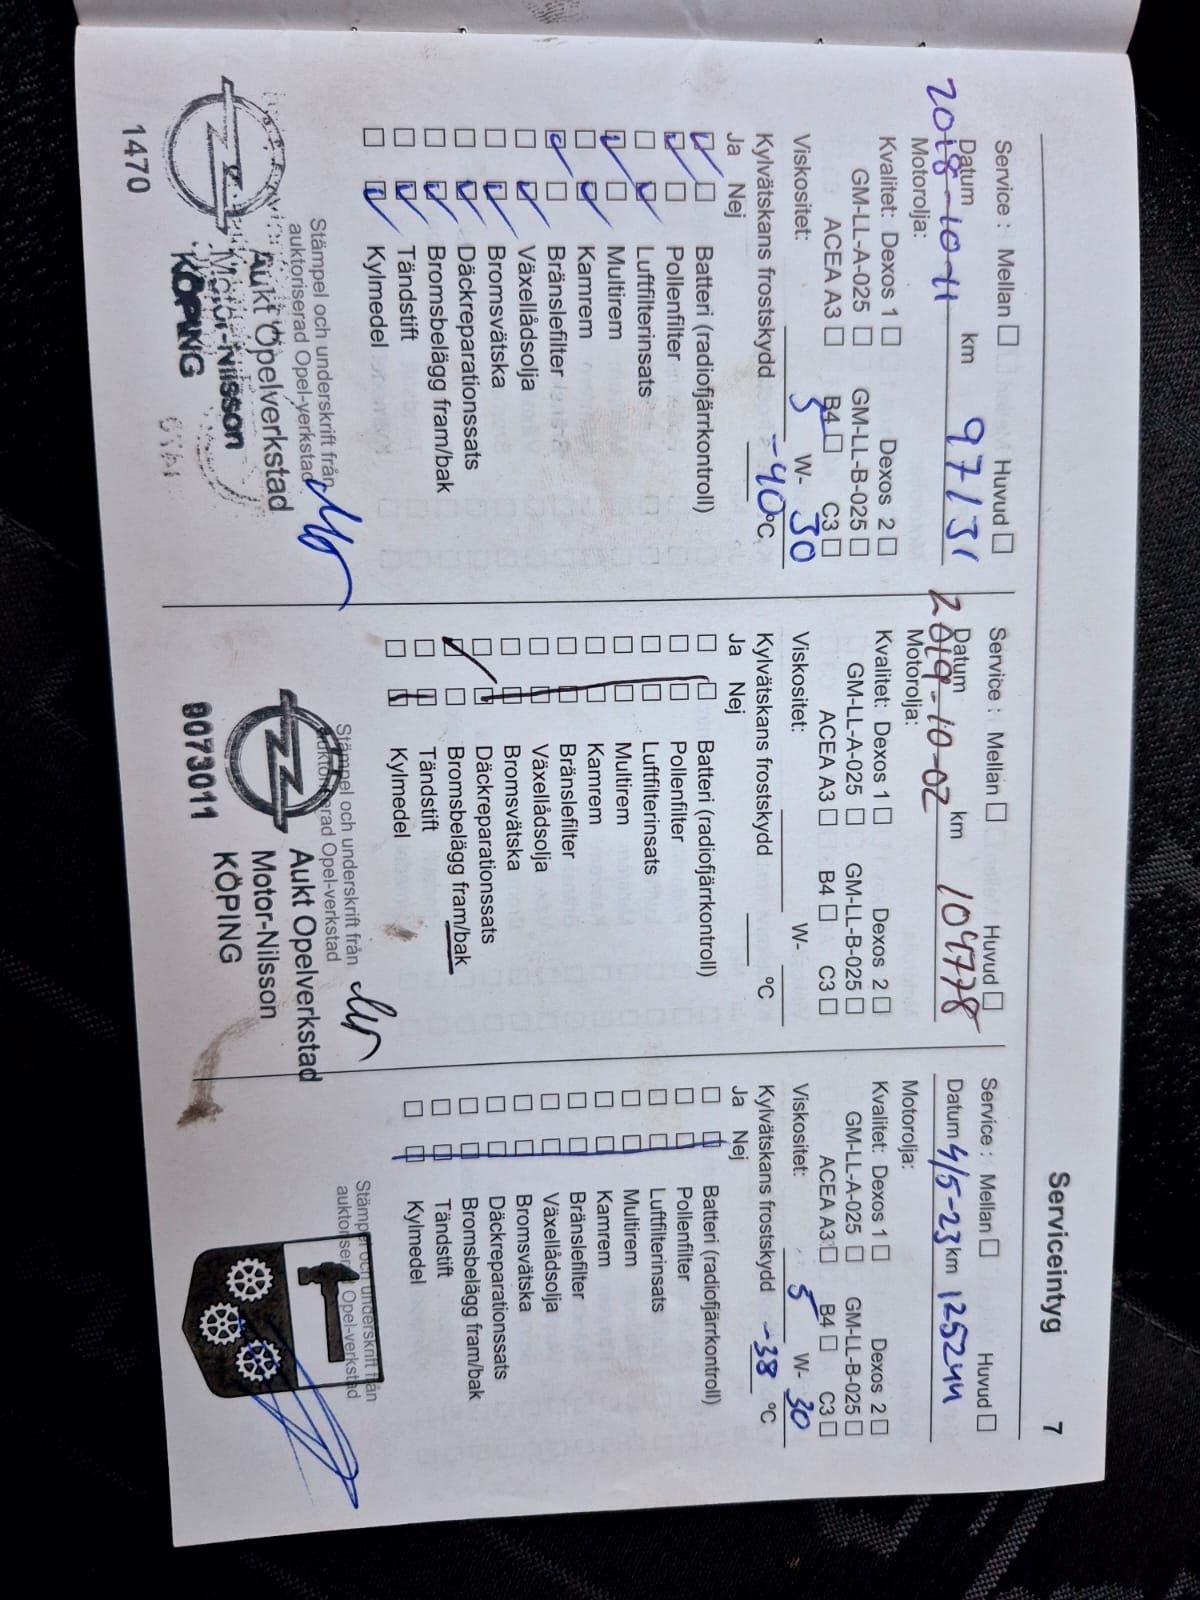 Serviceintyg 7
Service : Mellan Huvud
Datum 2018-10-11 km 97131
Motorolja:
Kvalitet: Dexos 1 Dexos 2
GM-LL-A-025 GM-LL-B-025
ACEA A3 B4 C3
Viskositet: 5 W- 30
Kylvätskans frostskydd -40 °C
Ja Nej
Batteri (radiofjärrkontroll)
Pollenfilter
Luftfilterinsats
Multirem
Kamrem
Bränslefilter
Växellådsolja
Bromsvätska
Däckreparationssats
Bromsbelägg fram/bak
Tändstift
Kylmedel
Stämpel och underskrift från
auktoriserad Opel-verkstad
Aukt Opelverkstad
Motor-Nilsson
KÖPING
1470
Service : Mellan Huvud
Datum 2019-10-02 km 109778
Motorolja:
Kvalitet: Dexos 1 Dexos 2
GM-LL-A-025 GM-LL-B-025
ACEA A3 B4 C3
Viskositet: W-
Kylvätskans frostskydd °C
Ja Nej
Batteri (radiofjärrkontroll)
Pollenfilter
Luftfilterinsats
Multirem
Kamrem
Bränslefilter
Växellådsolja
Bromsvätska
Däckreparationssats
Bromsbelägg fram/bak
Tändstift
Kylmedel
Stämpel och underskrift från
auktoriserad Opel-verkstad
Aukt Opelverkstad
Motor-Nilsson
KÖPING
9073011
Service : Mellan Huvud
Datum 4/5-23 km 125244
Motorolja:
Kvalitet: Dexos 1 Dexos 2
GM-LL-A-025 GM-LL-B-025
ACEA A3 B4 C3
Viskositet: 5 W- 30
Kylvätskans frostskydd -38 °C
Ja Nej
Batteri (radiofjärrkontroll)
Pollenfilter
Luftfilterinsats
Multirem
Kamrem
Bränslefilter
Växellådsolja
Bromsvätska
Däckreparationssats
Bromsbelägg fram/bak
Tändstift
Kylmedel
Stämpel och underskrift från
auktoriserad Opel-verkstad